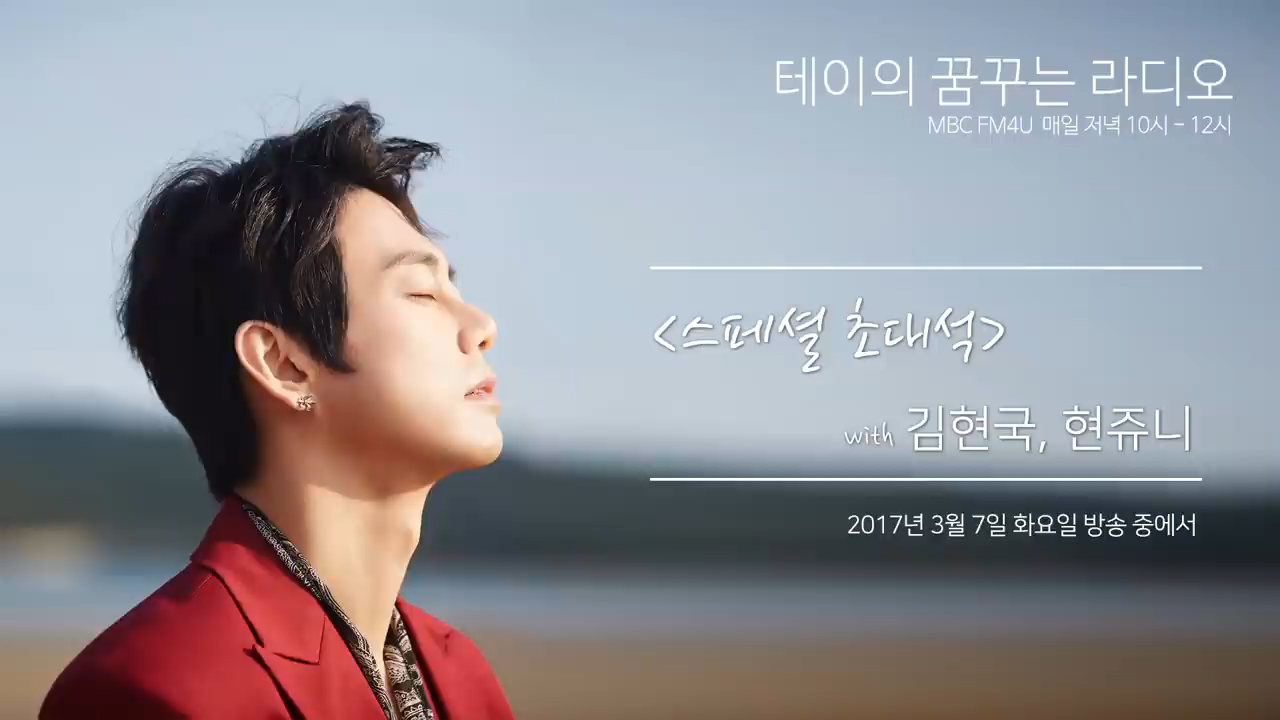 테이의 꿈꾸는 라디오
MBC FM4U 매일 저녁 10시 - 12시
<스페셜 초대석>
with 김현국, 현쥬니
2017년 3월 7일 화요일 방송 중에서